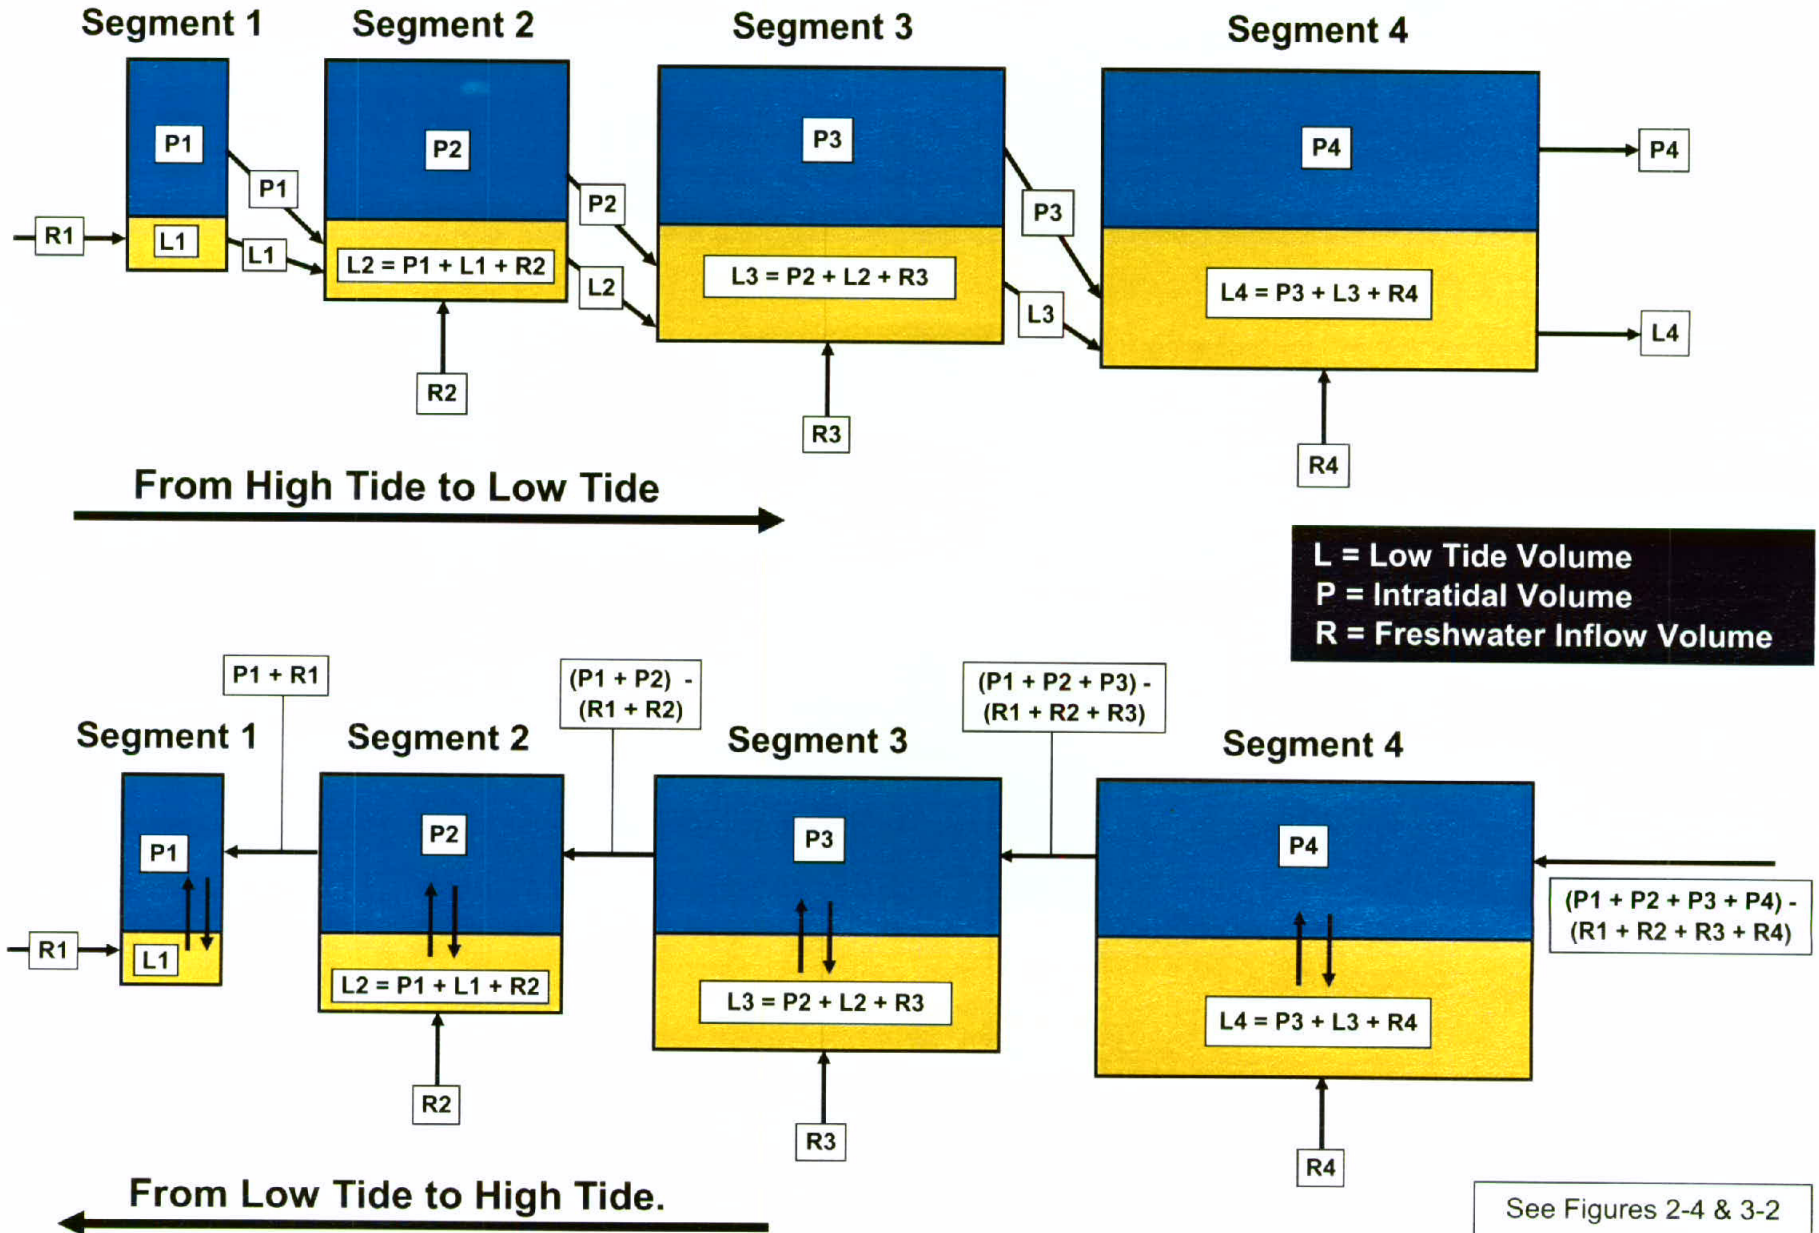 Segment 1
Segment 2
Segment 3
Segment 4
P1
P2
P3
P4
P4
P1
P2
P3
R1
L1
L1
L2 = P1 + L1 + R2
L2
L3 = P2 + L2 + R3
L3
L4 = P3 + L3 + R4
L4
R2
R3
R4
From High Tide to Low Tide
L = Low Tide Volume
P = Intratidal Volume
R = Freshwater Inflow Volume
P1 + R1
(P1 + P2) -
(R1 + R2)
(P1 + P2 + P3) -
(R1 + R2 + R3)
Segment 1
Segment 2
Segment 3
Segment 4
P1
P2
P3
P4
(P1 + P2 + P3 + P4) -
(R1 + R2 + R3 + R4)
R1
L1
L2 = P1 + L1 + R2
L3 = P2 + L2 + R3
L4 = P3 + L3 + R4
R2
R3
R4
From Low Tide to High Tide.
See Figures 2-4 & 3-2